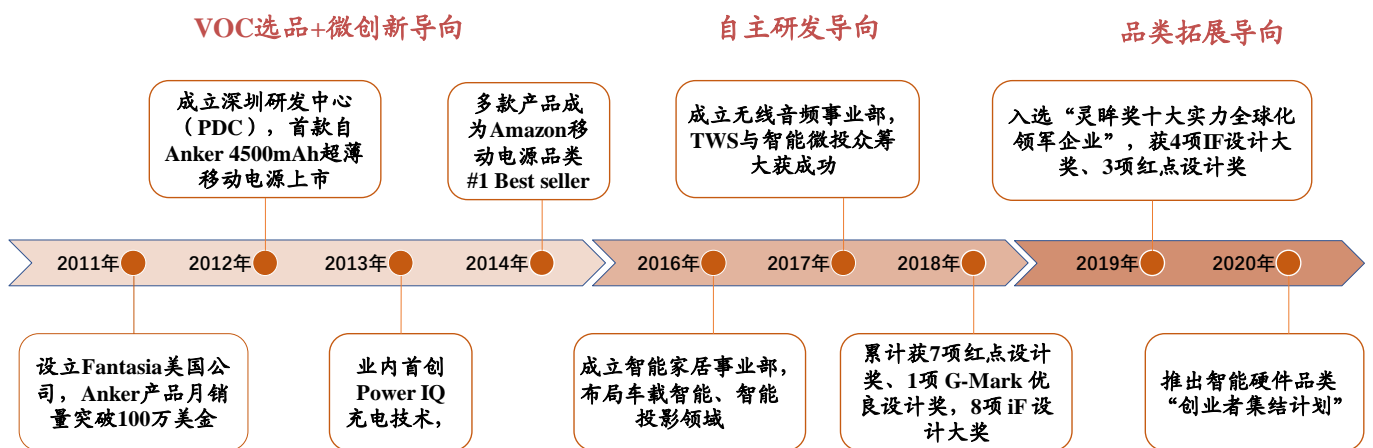 VOC选品+微创新导向
自主研发导向
品类拓展导向
成立深圳研发中心
（PDC），首款自
Anker 4500mAh超薄
移动电源上市
多款产品成
为Amazon移
动电源品类
#1 Best seller
成立无线音频事业部，
TWS与智能微投众筹
大获成功
入选“灵眸奖十大实力全球化
领军企业”，获4项IF设计大
奖、3项红点设计奖
2011年
2012年
2013年
2014年
2016年
2017年
2018年
2019年
2020年
设立Fantasia美国公
司，Anker产品月销
量突破100万美金
业内首创
Power IQ
充电技术，
成立智能家居事业部，
布局车载智能、智能
投影领域
累计获7项红点设计
奖、1项 G-Mark 优
良设计奖，8项 iF 设
计大奖
推出智能硬件品类
“创业者集结计划”